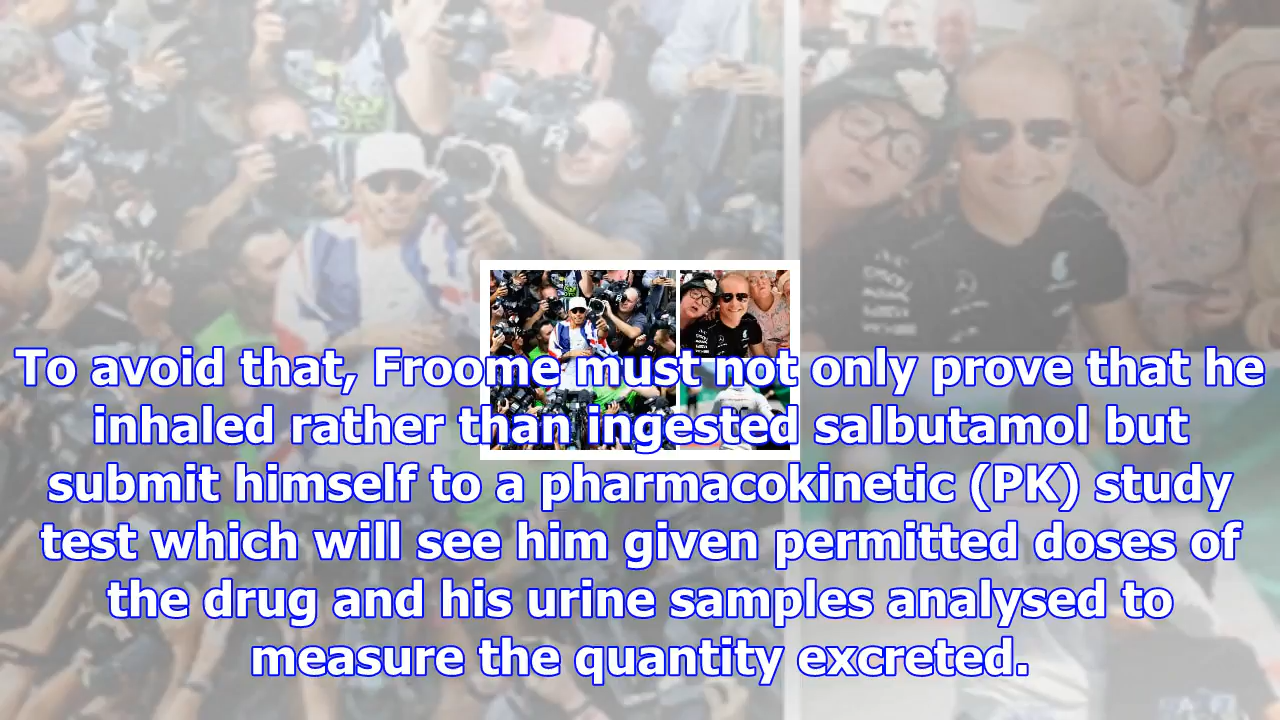 To avoid that, Froome must not only prove that he
inhaled rather than ingested salbutamol but
submit himself to a pharmacokinetic (PK) study
test which will see him given permitted doses of
the drug and his urine samples analysed to
measure the quantity excreted.